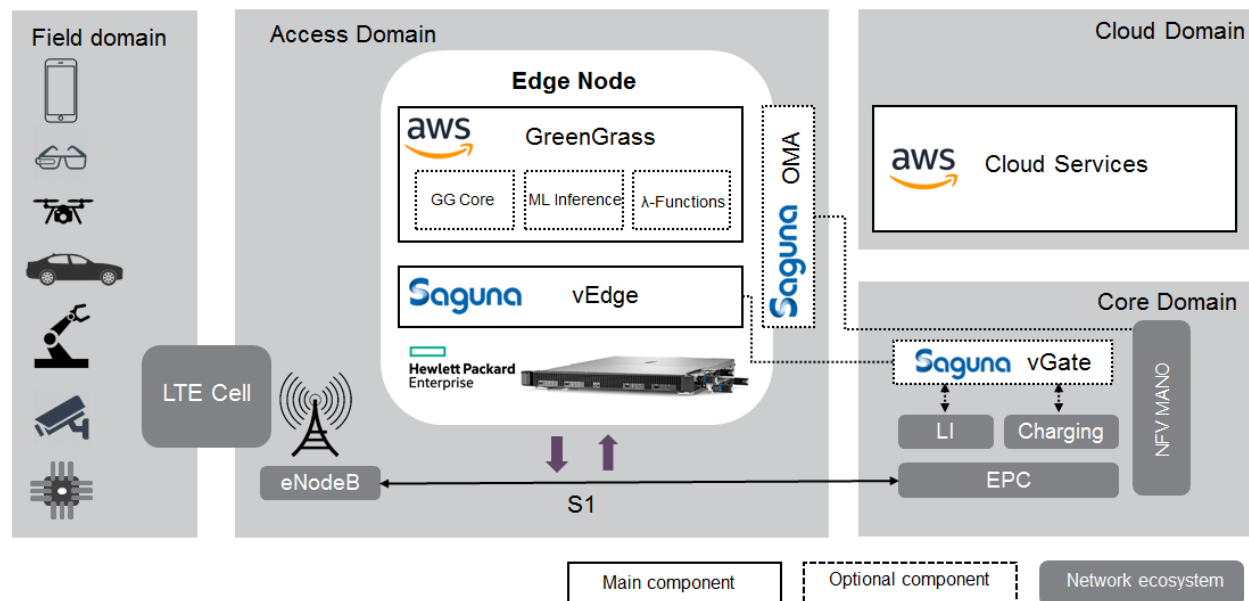 Field domain
Access Domain
Edge Node
aws GreenGrass
GG Core
ML Inference
λ-Functions
Saguna OMA
Saguna vEdge
Hewlett Packard
Enterprise
LTE Cell
eNodeB
S1
Cloud Domain
aws Cloud Services
Core Domain
Saguna vGate
LI
Charging
EPC
NFV MANO
Main component
Optional component
Network ecosystem